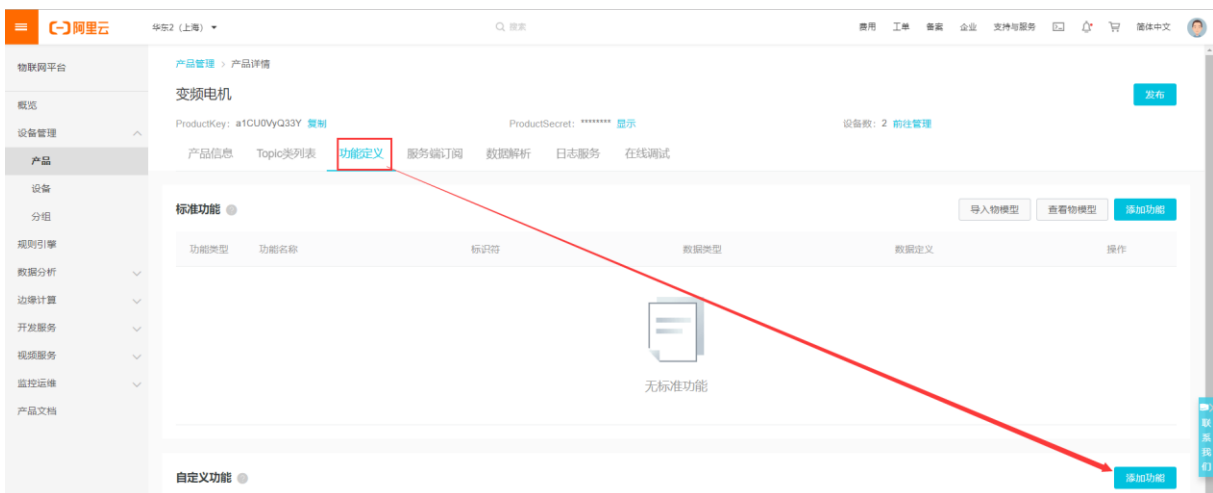 阿里云 华东2（上海） 搜索 费用 工单 备案 企业 支持与服务 简体中文
物联网平台
概览
设备管理
产品
设备
分组
规则引擎
数据分析
边缘计算
开发服务
视频服务
监控运维
产品文档
产品管理 > 产品详情
变频电机 发布
ProductKey：a1CU0VyQ33Y 复制 ProductSecret：******** 显示 设备数：2 前往管理
产品信息 Topic类列表 功能定义 服务端订阅 数据解析 日志服务 在线调试
标准功能 导入物模型 查看物模型 添加功能
功能类型 功能名称 标识符 数据类型 数据定义 操作
无标准功能
自定义功能 添加功能
联系我们